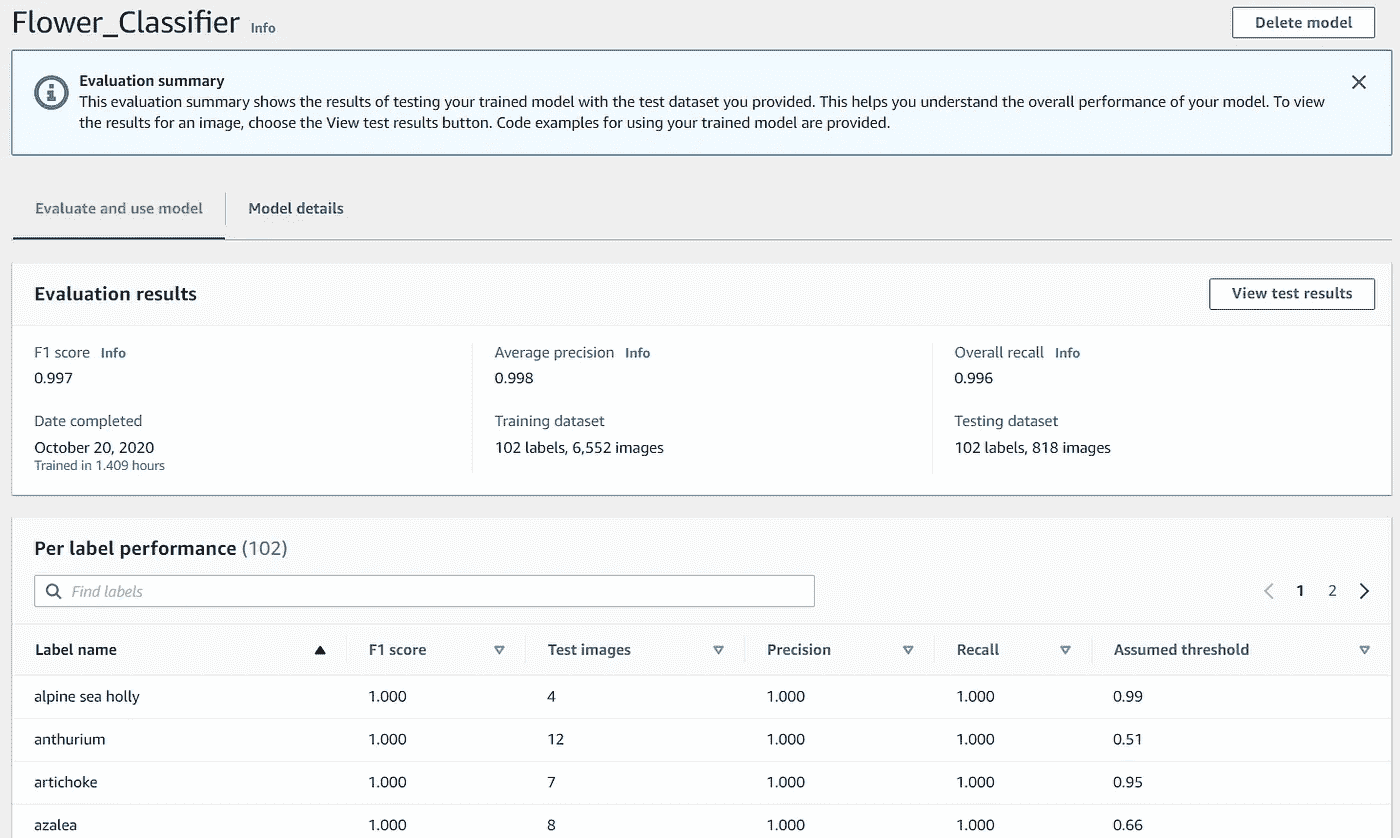 Flower_Classifier Info
Delete model
Evaluation summary
This evaluation summary shows the results of testing your trained model with the test dataset you provided. This helps you understand the overall performance of your model. To view
the results for an image, choose the View test results button. Code examples for using your trained model are provided.
Evaluate and use model
Model details
Evaluation results
View test results
F1 score Info
Average precision Info
Overall recall Info
0.997
0.998
0.996
Date completed
Training dataset
Testing dataset
October 20, 2020
102 labels, 6,552 images
102 labels, 818 images
Trained in 1.409 hours
Per label performance (102)
Find labels
1 2
Label name F1 score Test images Precision Recall Assumed threshold
alpine sea holly 1.000 4 1.000 1.000 0.99
anthurium 1.000 12 1.000 1.000 0.51
artichoke 1.000 7 1.000 1.000 0.95
azalea 1.000 8 1.000 1.000 0.66